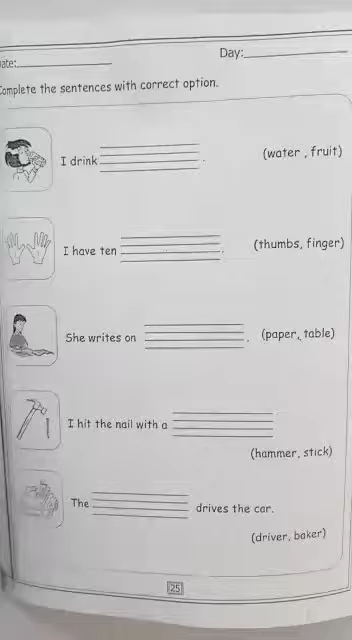 Day:
ate:
Complete the sentences with correct option.
I drink . (water , fruit)
I have ten . (thumbs, finger)
She writes on . (paper, table)
I hit the nail with a
(hammer, stick)
The drives the car.
(driver, baker)
25